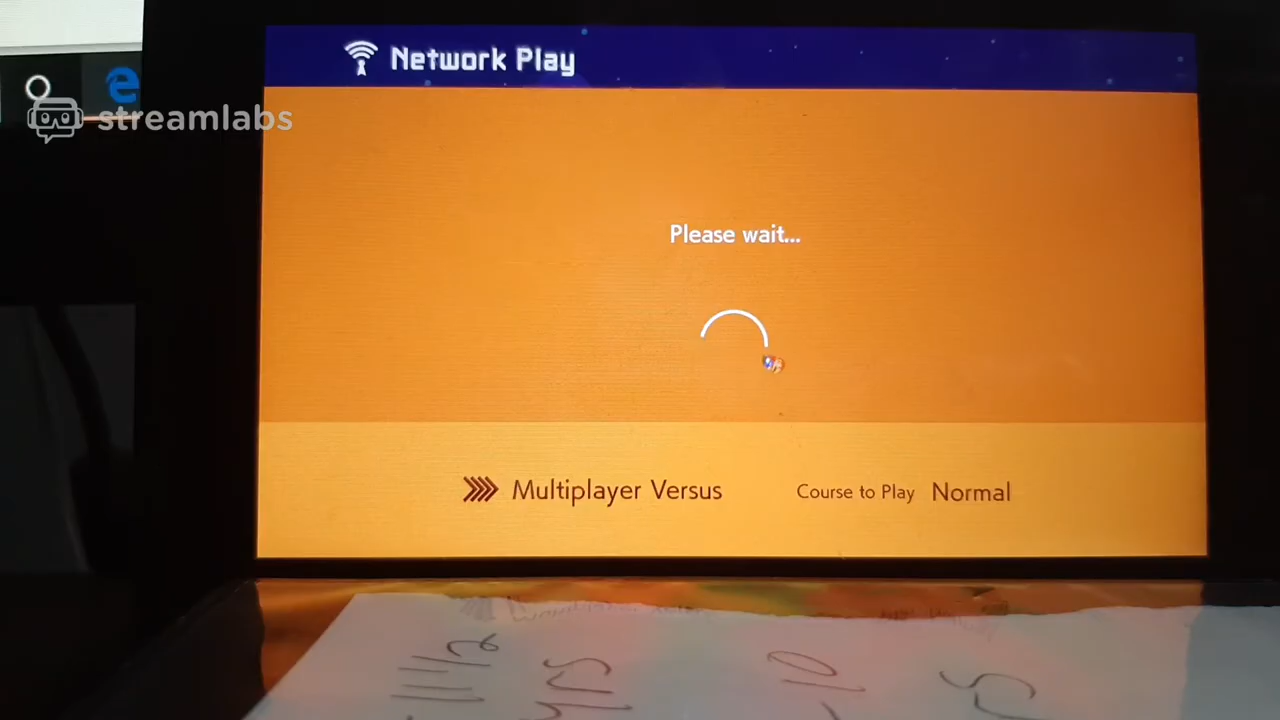 Network Play
streamlabs
Please wait...
Multiplayer Versus
Course to Play Normal